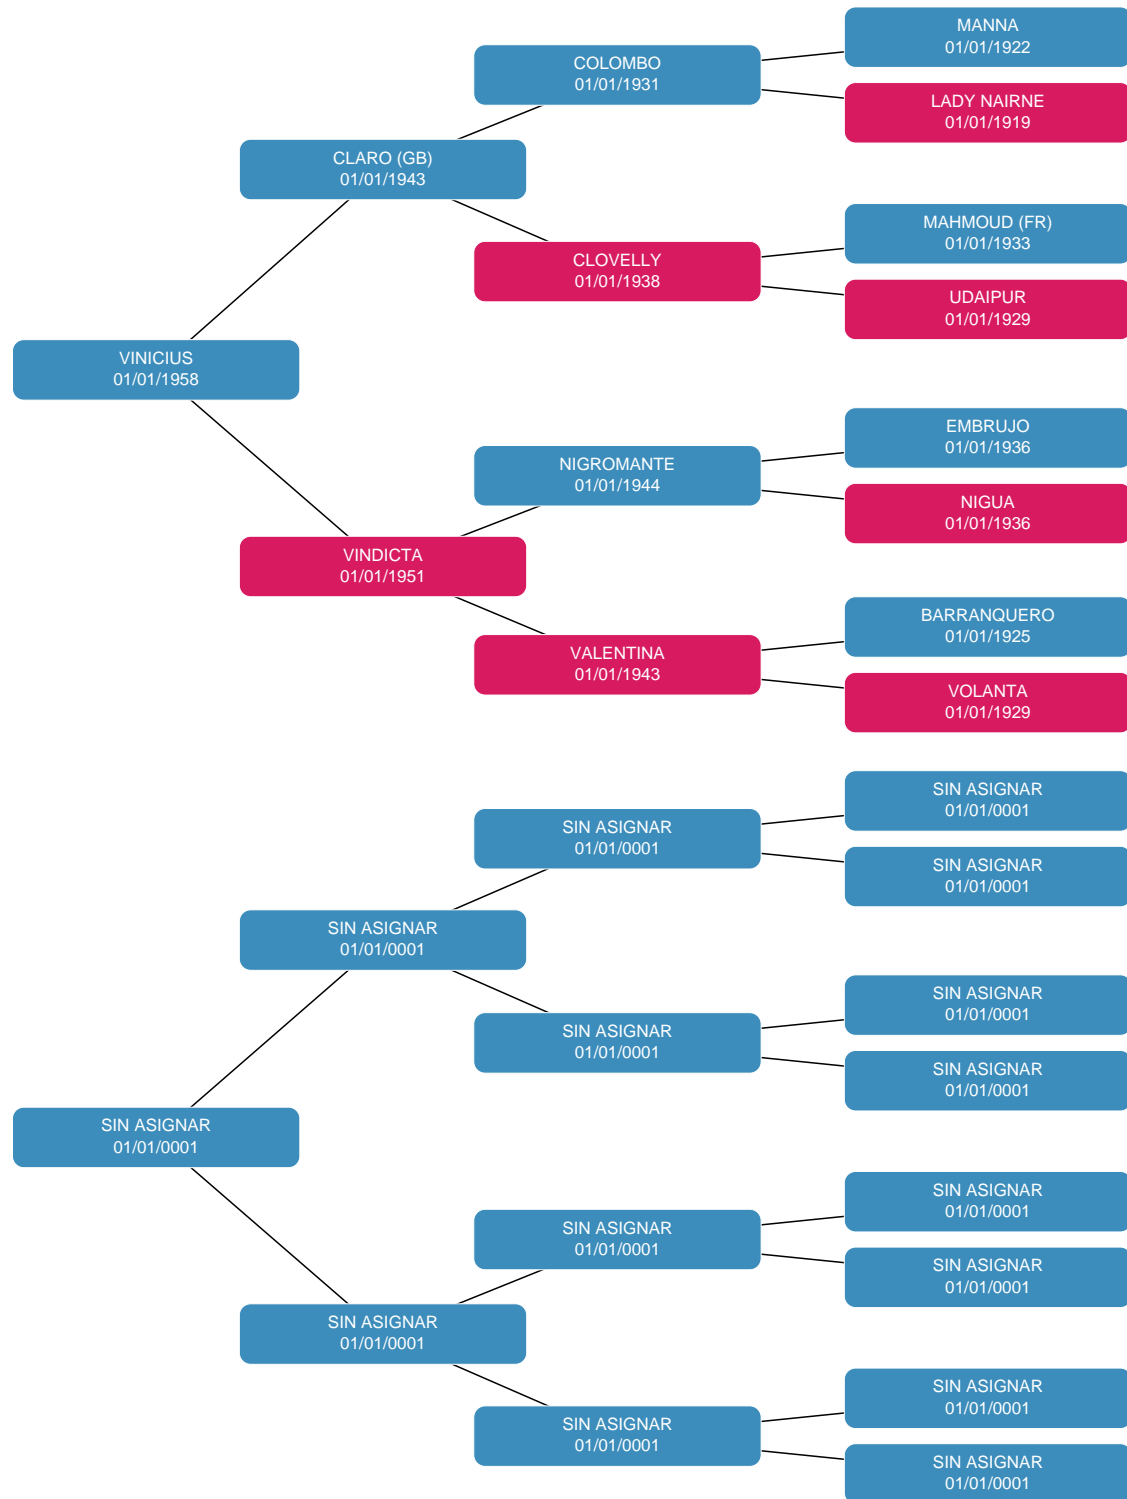 MANNA
01/01/1922
COLOMBO
01/01/1931
LADY NAIRNE
01/01/1919
CLARO (GB)
01/01/1943
MAHMOUD (FR)
01/01/1933
CLOVELLY
01/01/1938
UDAIPUR
01/01/1929
VINICIUS
01/01/1958
EMBRUJO
01/01/1936
NIGROMANTE
01/01/1944
NIGUA
01/01/1936
VINDICTA
01/01/1951
BARRANQUERO
01/01/1925
VALENTINA
01/01/1943
VOLANTA
01/01/1929
SIN ASIGNAR
01/01/0001
SIN ASIGNAR
01/01/0001
SIN ASIGNAR
01/01/0001
SIN ASIGNAR
01/01/0001
SIN ASIGNAR
01/01/0001
SIN ASIGNAR
01/01/0001
SIN ASIGNAR
01/01/0001
SIN ASIGNAR
01/01/0001
SIN ASIGNAR
01/01/0001
SIN ASIGNAR
01/01/0001
SIN ASIGNAR
01/01/0001
SIN ASIGNAR
01/01/0001
SIN ASIGNAR
01/01/0001
SIN ASIGNAR
01/01/0001
SIN ASIGNAR
01/01/0001